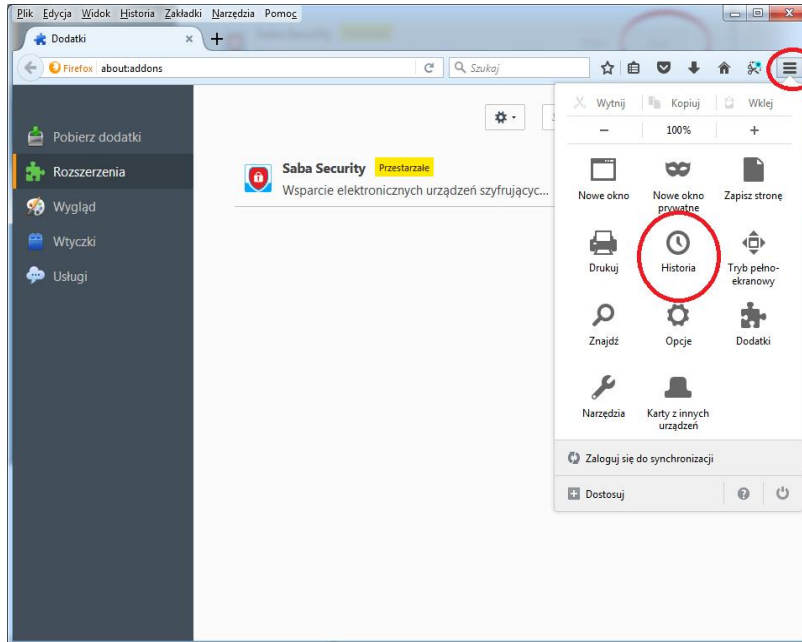 Plik Edycja Widok Historia Zakładki Narzędzia Pomoc
Dodatki
Firefox about:addons
Szukaj
Wytnij Kopiuj Wklej
100%
Pobierz dodatki
Rozszerzenia
Wygląd
Wtyczki
Usługi
Saba Security Przestarzałe
Wsparcie elektronicznych urządzeń szyfrującyc...
Nowe okno
Nowe okno
prywatne
Zapisz stronę
Drukuj
Historia
Tryb pełno-
ekranowy
Znajdź
Opcje
Dodatki
Narzędzia
Karty z innych
urządzeń
Zaloguj się do synchronizacji
Dostosuj